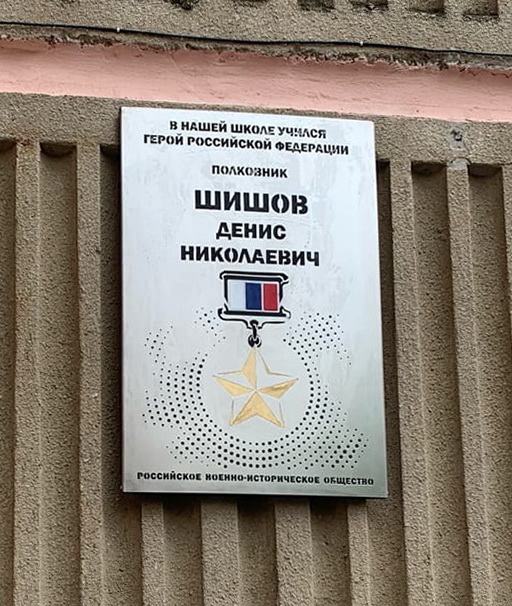 В НАШЕЙ ШКОЛЕ УЧИЛСЯ
ГЕРОЙ РОССИЙСКОЙ ФЕДЕРАЦИИ
ПОЛКОВНИК
ШИШОВ
ДЕНИС
НИКОЛАЕВИЧ
РОССИЙСКОЕ ВОЕННО-ИСТОРИЧЕСКОЕ ОБЩЕСТВО